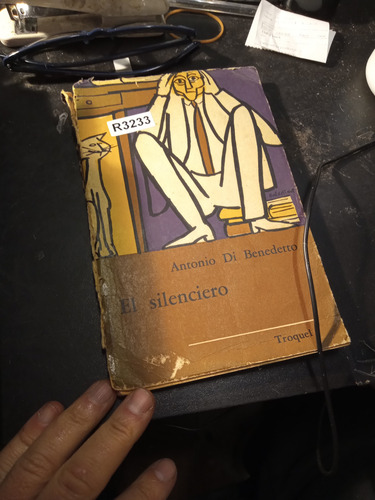 R3233
Antonio Di Benedetto
El silenciero
Troquel